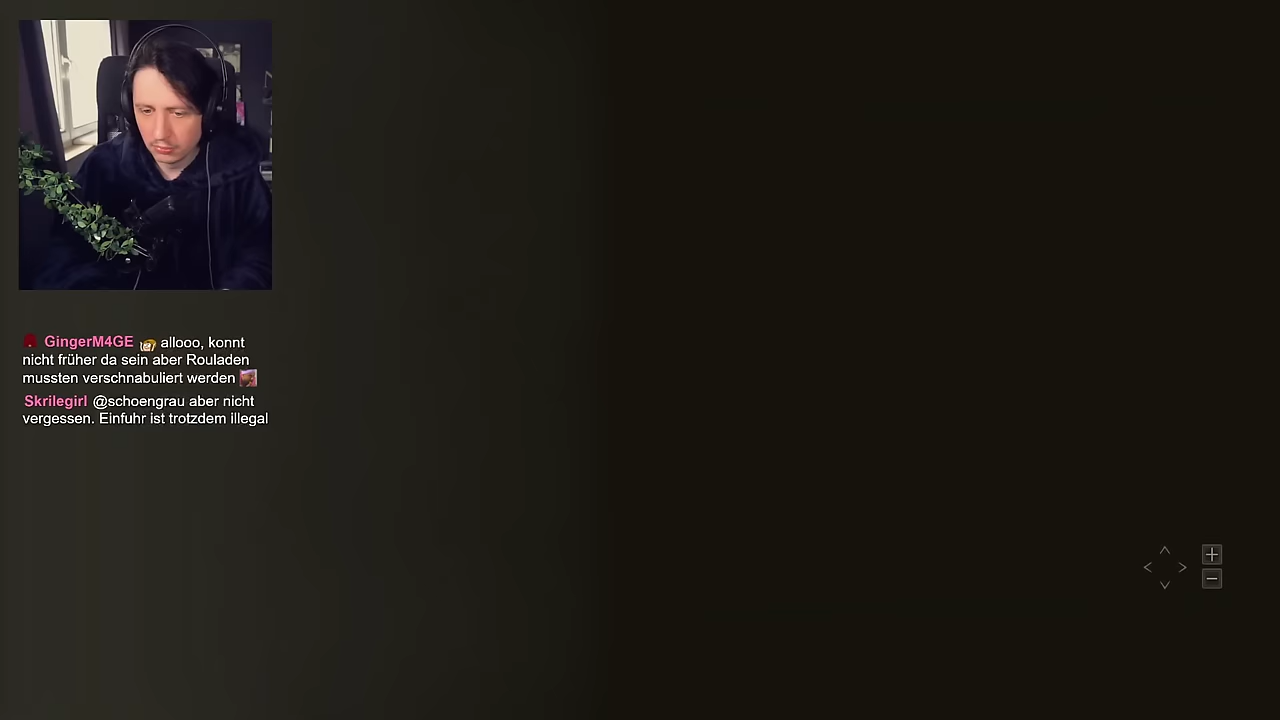 GingerM4GE allooo, konnt
nicht früher da sein aber Rouladen
mussten verschnabuliert werden
Skrilegirl @schoengrau aber nicht
vergessen. Einfuhr ist trotzdem illegal